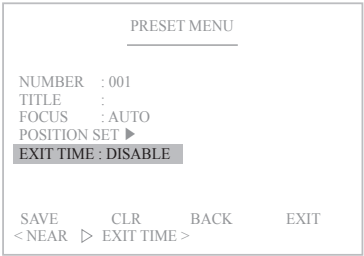 PRESET MENU
NUMBER : 001
TITLE :
FOCUS : AUTO
POSITION SET ▶
EXIT TIME : DISABLE
SAVE CLR BACK EXIT
< NEAR ▷ EXIT TIME >